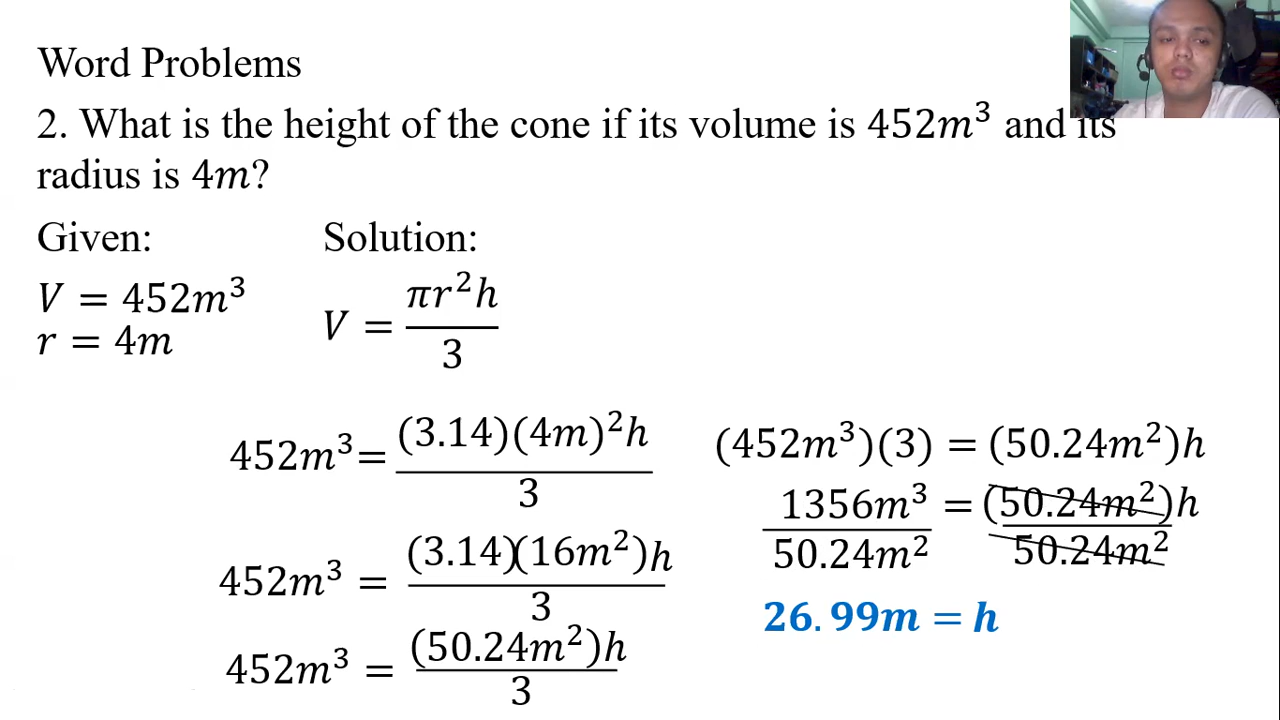 Word Problems
2. What is the height of the cone if its volume is 452m³ and its
radius is 4m?
Given:
Solution:
V = 452m³
r = 4m
V = πr²h / 3
452m³= (3.14)(4m)²h / 3
452m³ = (3.14)(16m²)h / 3
452m³ = (50.24m²)h / 3
(452m³)(3) = (50.24m²)h
1356m³ / 50.24m² = (50.24m²)h / 50.24m²
26.99m = h